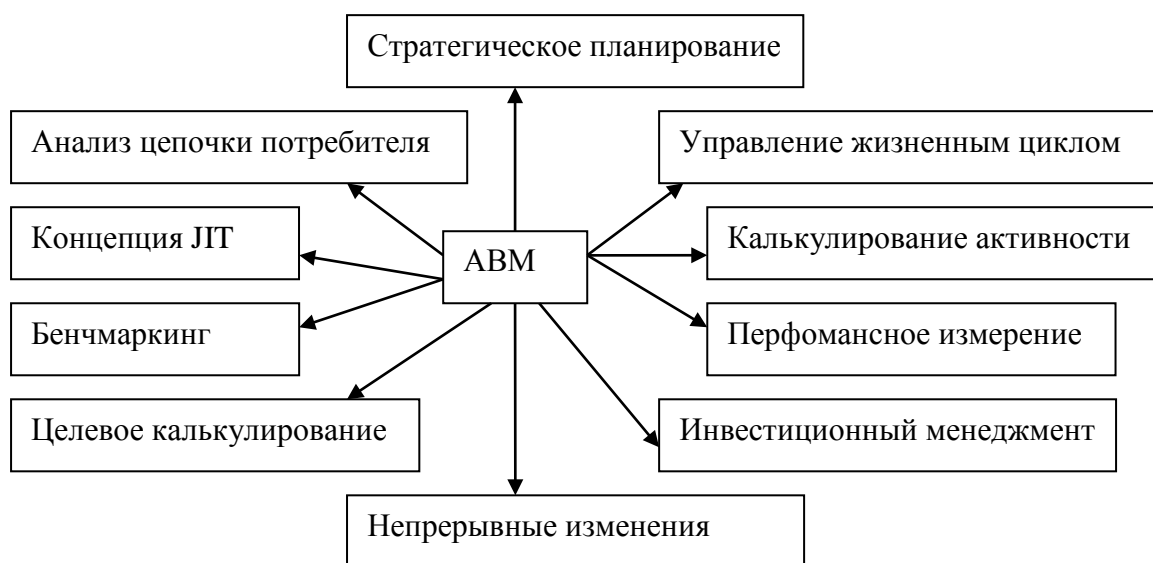 Стратегическое планирование
Анализ цепочки потребителя
Управление жизненным циклом
Концепция JIT
АВМ
Калькулирование активности
Бенчмаркинг
Перфомансное измерение
Целевое калькулирование
Инвестиционный менеджмент
Непрерывные изменения